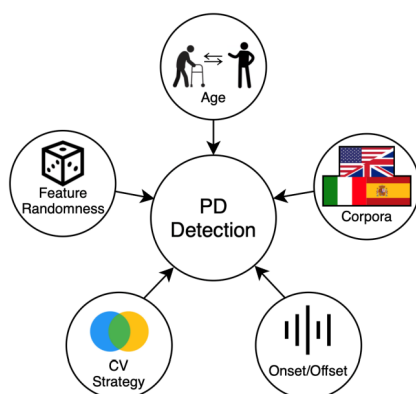 Age
Feature
Randomness
PD
Detection
Corpora
CV
Strategy
Onset/Offset